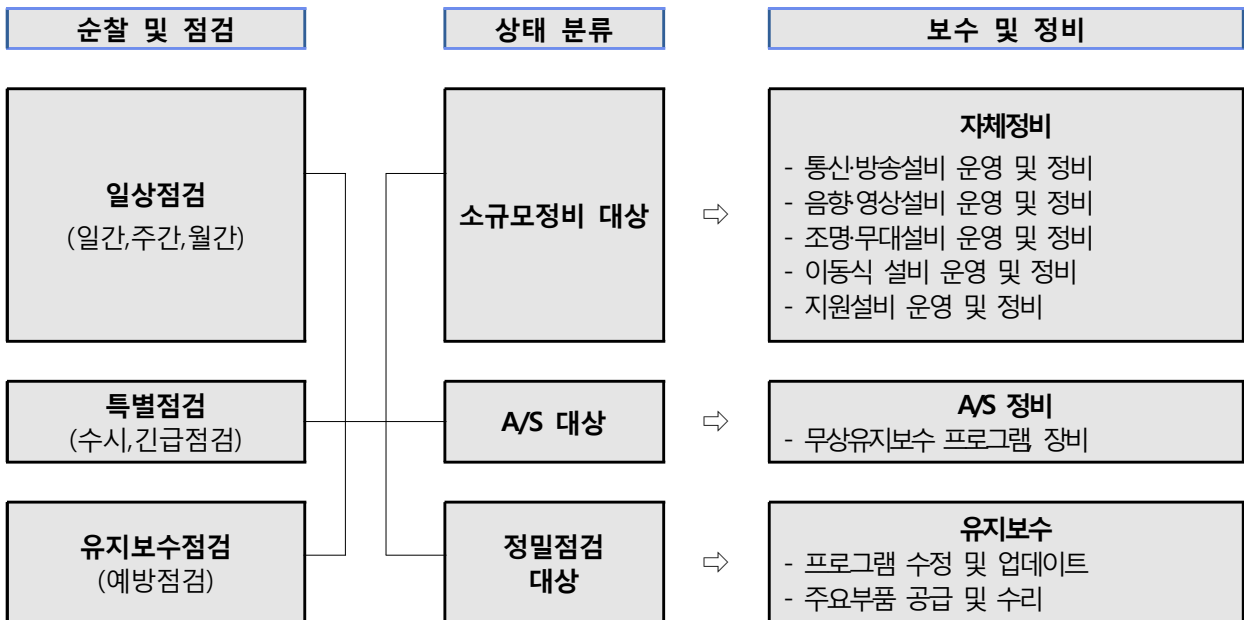 순찰 및 점검
상태 분류
보수 및 정비
일상점검
(일간,주간,월간)
소규모정비 대상
⇨
자체정비
- 통신·방송설비 운영 및 정비
- 음향·영상설비 운영 및 정비
- 조명·무대설비 운영 및 정비
- 이동식 설비 운영 및 정비
- 지원설비 운영 및 정비
특별점검
(수시,긴급점검)
A/S 대상
⇨
A/S 정비
- 무상유지보수 프로그램, 장비
유지보수점검
(예방점검)
정밀점검
대상
⇨
유지보수
- 프로그램 수정 및 업데이트
- 주요부품 공급 및 수리